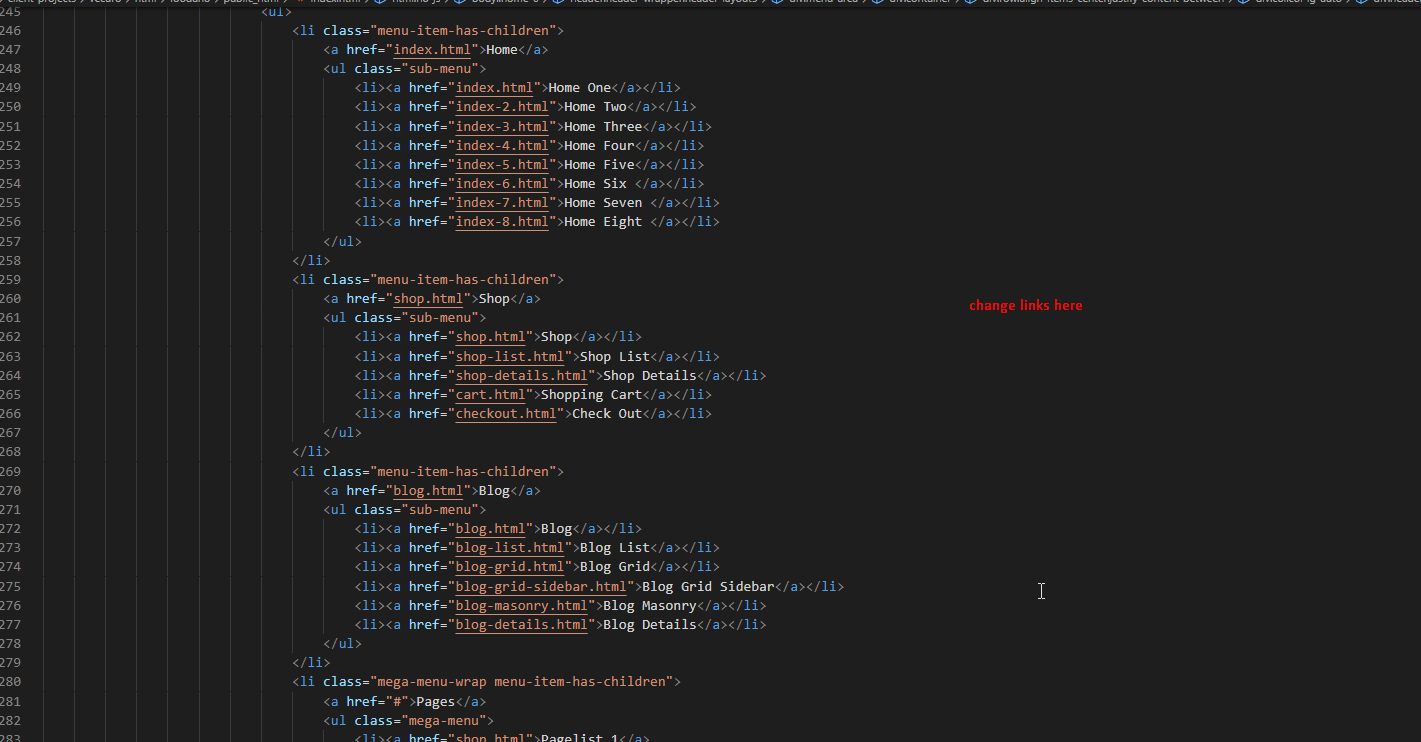 245 <ul>
246 <li class="menu-item-has-children">
247 <a href="index.html">Home</a>
248 <ul class="sub-menu">
249 <li><a href="index.html">Home One</a></li>
250 <li><a href="index-2.html">Home Two</a></li>
251 <li><a href="index-3.html">Home Three</a></li>
252 <li><a href="index-4.html">Home Four</a></li>
253 <li><a href="index-5.html">Home Five</a></li>
254 <li><a href="index-6.html">Home Six </a></li>
255 <li><a href="index-7.html">Home Seven </a></li>
256 <li><a href="index-8.html">Home Eight </a></li>
257 </ul>
258 </li>
259 <li class="menu-item-has-children">
260 <a href="shop.html">Shop</a>
change links here
261 <ul class="sub-menu">
262 <li><a href="shop.html">Shop</a></li>
263 <li><a href="shop-list.html">Shop List</a></li>
264 <li><a href="shop-details.html">Shop Details</a></li>
265 <li><a href="cart.html">Shopping Cart</a></li>
266 <li><a href="checkout.html">Check Out</a></li>
267 </ul>
268 </li>
269 <li class="menu-item-has-children">
270 <a href="blog.html">Blog</a>
271 <ul class="sub-menu">
272 <li><a href="blog.html">Blog</a></li>
273 <li><a href="blog-list.html">Blog List</a></li>
274 <li><a href="blog-grid.html">Blog Grid</a></li>
275 <li><a href="blog-grid-sidebar.html">Blog Grid Sidebar</a></li>
276 <li><a href="blog-masonry.html">Blog Masonry</a></li>
277 <li><a href="blog-details.html">Blog Details</a></li>
278 </ul>
279 </li>
280 <li class="mega-menu-wrap menu-item-has-children">
281 <a href="#">Pages</a>
282 <ul class="mega-menu">
283 <li><a href="shop.html">Pagelist 1</a>